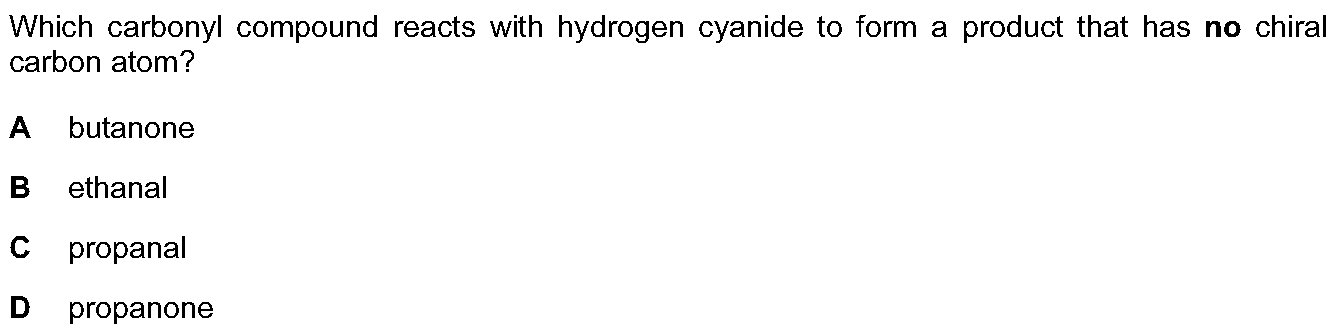 Which carbonyl compound reacts with hydrogen cyanide to form a product that has no chiral
carbon atom?
A butanone
B ethanal
C propanal
D propanone